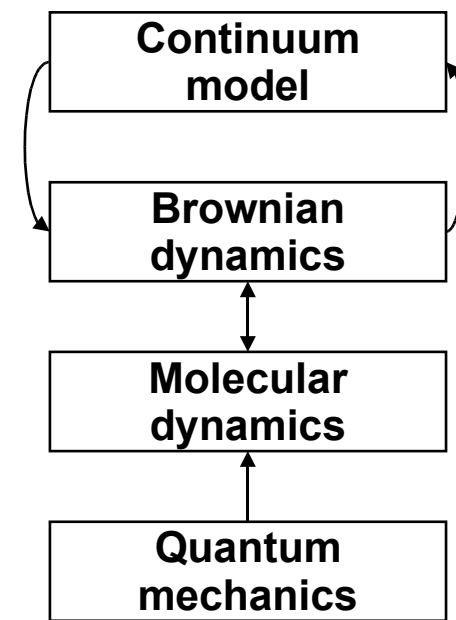 Continuum
model
Brownian
dynamics
Molecular
dynamics
Quantum
mechanics